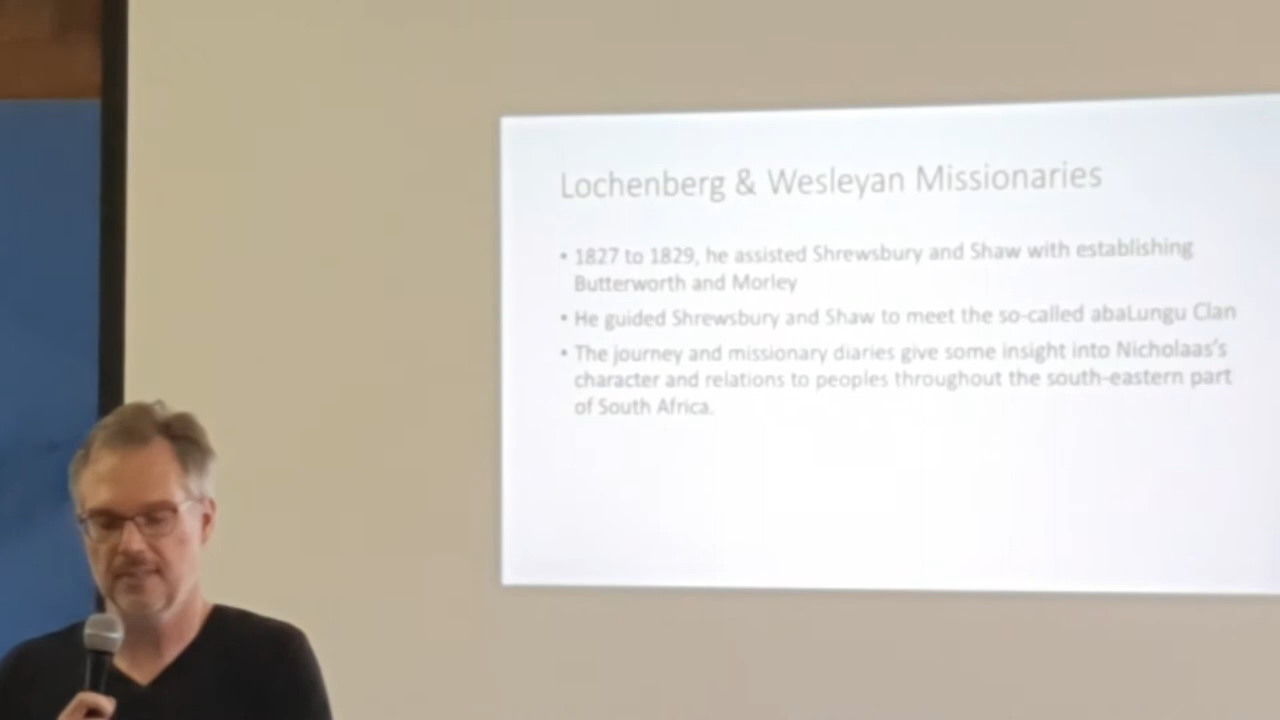 Lochenberg & Wesleyan Missionaries
• 1827 to 1829, he assisted Shrewsbury and Shaw with establishing
Butterworth and Morley
• He guided Shrewsbury and Shaw to meet the so-called abaLungu Clan
• The journey and missionary diaries give some insight into Nicholaas's
character and relations to peoples throughout the south-eastern part
of South Africa.